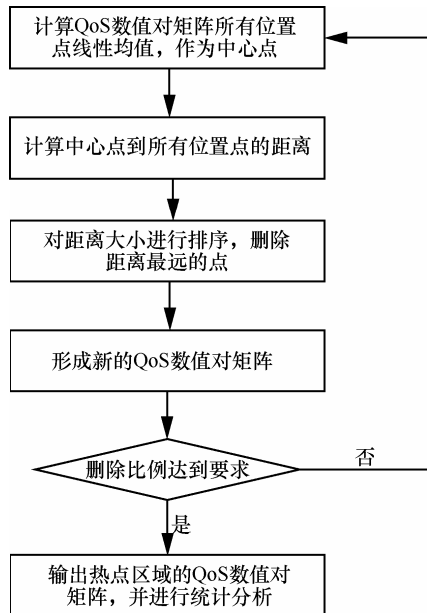 计算QoS数值对矩阵所有位置
点线性均值，作为中心点
计算中心点到所有位置点的距离
对距离大小进行排序，删除
距离最远的点
形成新的QoS数值对矩阵
删除比例达到要求
否
是
输出热点区域的QoS数值对
矩阵，并进行统计分析